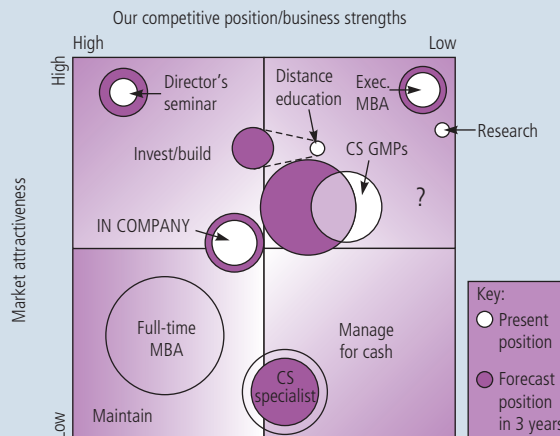 Our competitive position/business strengths
High
Low
High
Director's
seminar
Distance
education
Exec.
MBA
Research
Invest/build
CS GMPs
?
IN COMPANY
Market attractiveness
Full-time
MBA
Manage
for cash
CS
specialist
Maintain
Low
Key:
Present
position
Forecast
position
in 3 years